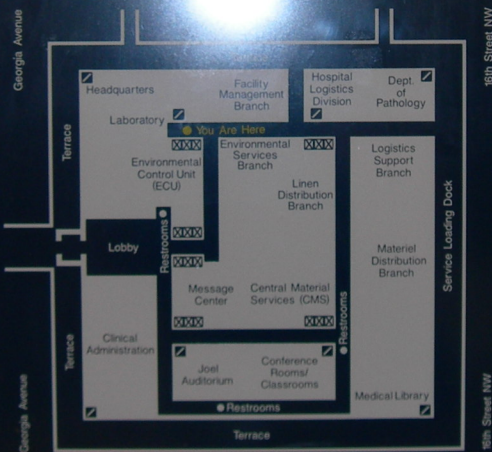 Georgia Avenue
16th Street NW
Headquarters
Facility
Management
Branch
Hospital
Logistics
Division
Dept.
of
Pathology
Laboratory
You Are Here
Terrace
Environmental
Control Unit
(ECU)
Environmental
Services
Branch
Logistics
Support
Branch
Linen
Distribution
Branch
Restrooms
Lobby
Service Loading Dock
Materiel
Distribution
Branch
Message
Center
Central Material
Services (CMS)
Restrooms
Terrace
Clinical
Administration
Joel
Auditorium
Conference
Rooms/
Classrooms
Medical Library
Restrooms
Georgia Avenue
Terrace
16th Street NW